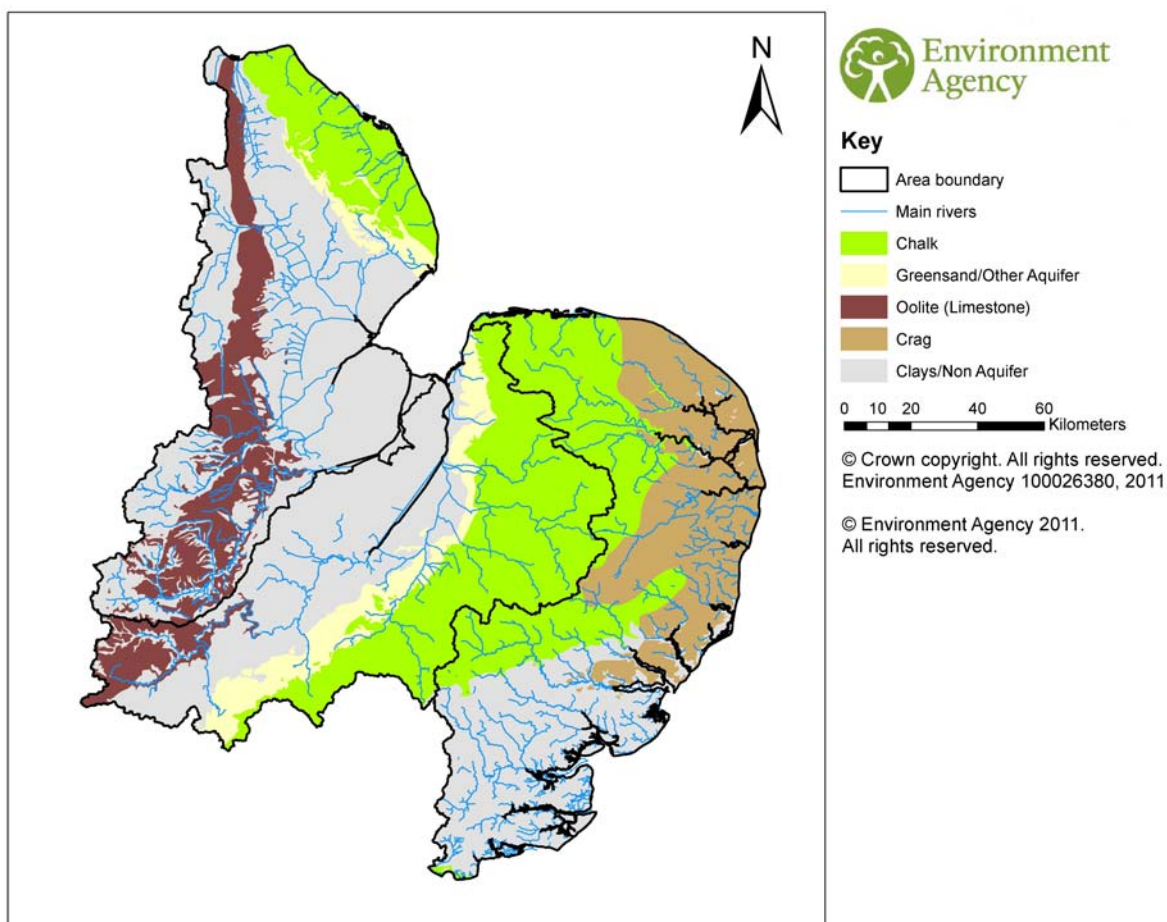 N
Environment
Agency
Key
Area boundary
Main rivers
Chalk
Greensand/Other Aquifer
Oolite (Limestone)
Crag
Clays/Non Aquifer
0 10 20 40 60
Kilometers
© Crown copyright. All rights reserved.
Environment Agency 100026380, 2011
© Environment Agency 2011.
All rights reserved.